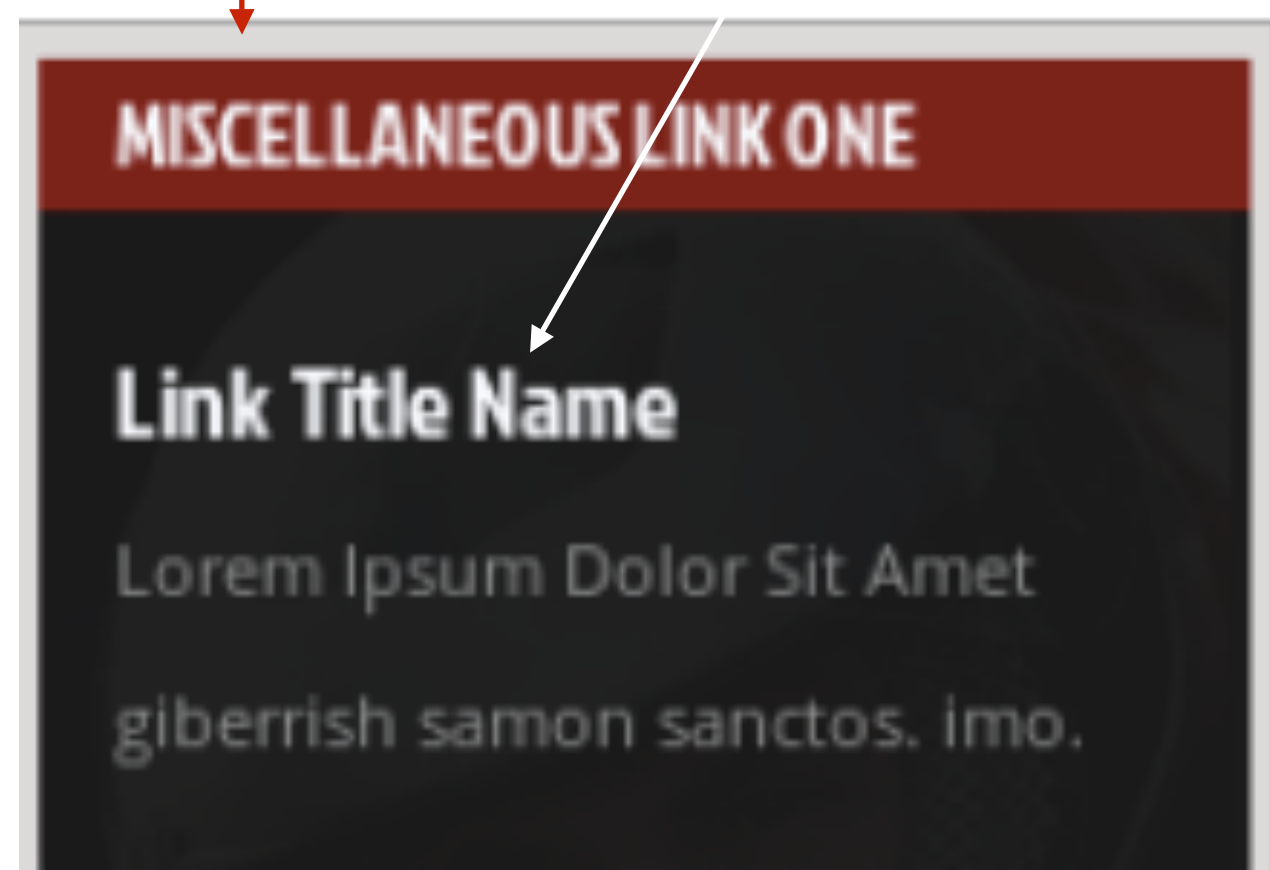 MISCELLANEOUS LINK ONE
Link Title Name
Lorem Ipsum Dolor Sit Amet
giberrish samon sanctos. imo.